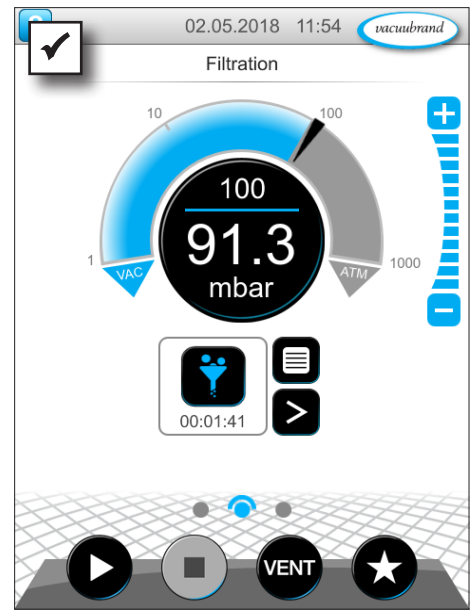 02.05.2018 11:54 vacuubrand
Filtration
10
100
100
91.3
mbar
1
VAC
ATM
1000
+
-
00:01:41
>
VENT